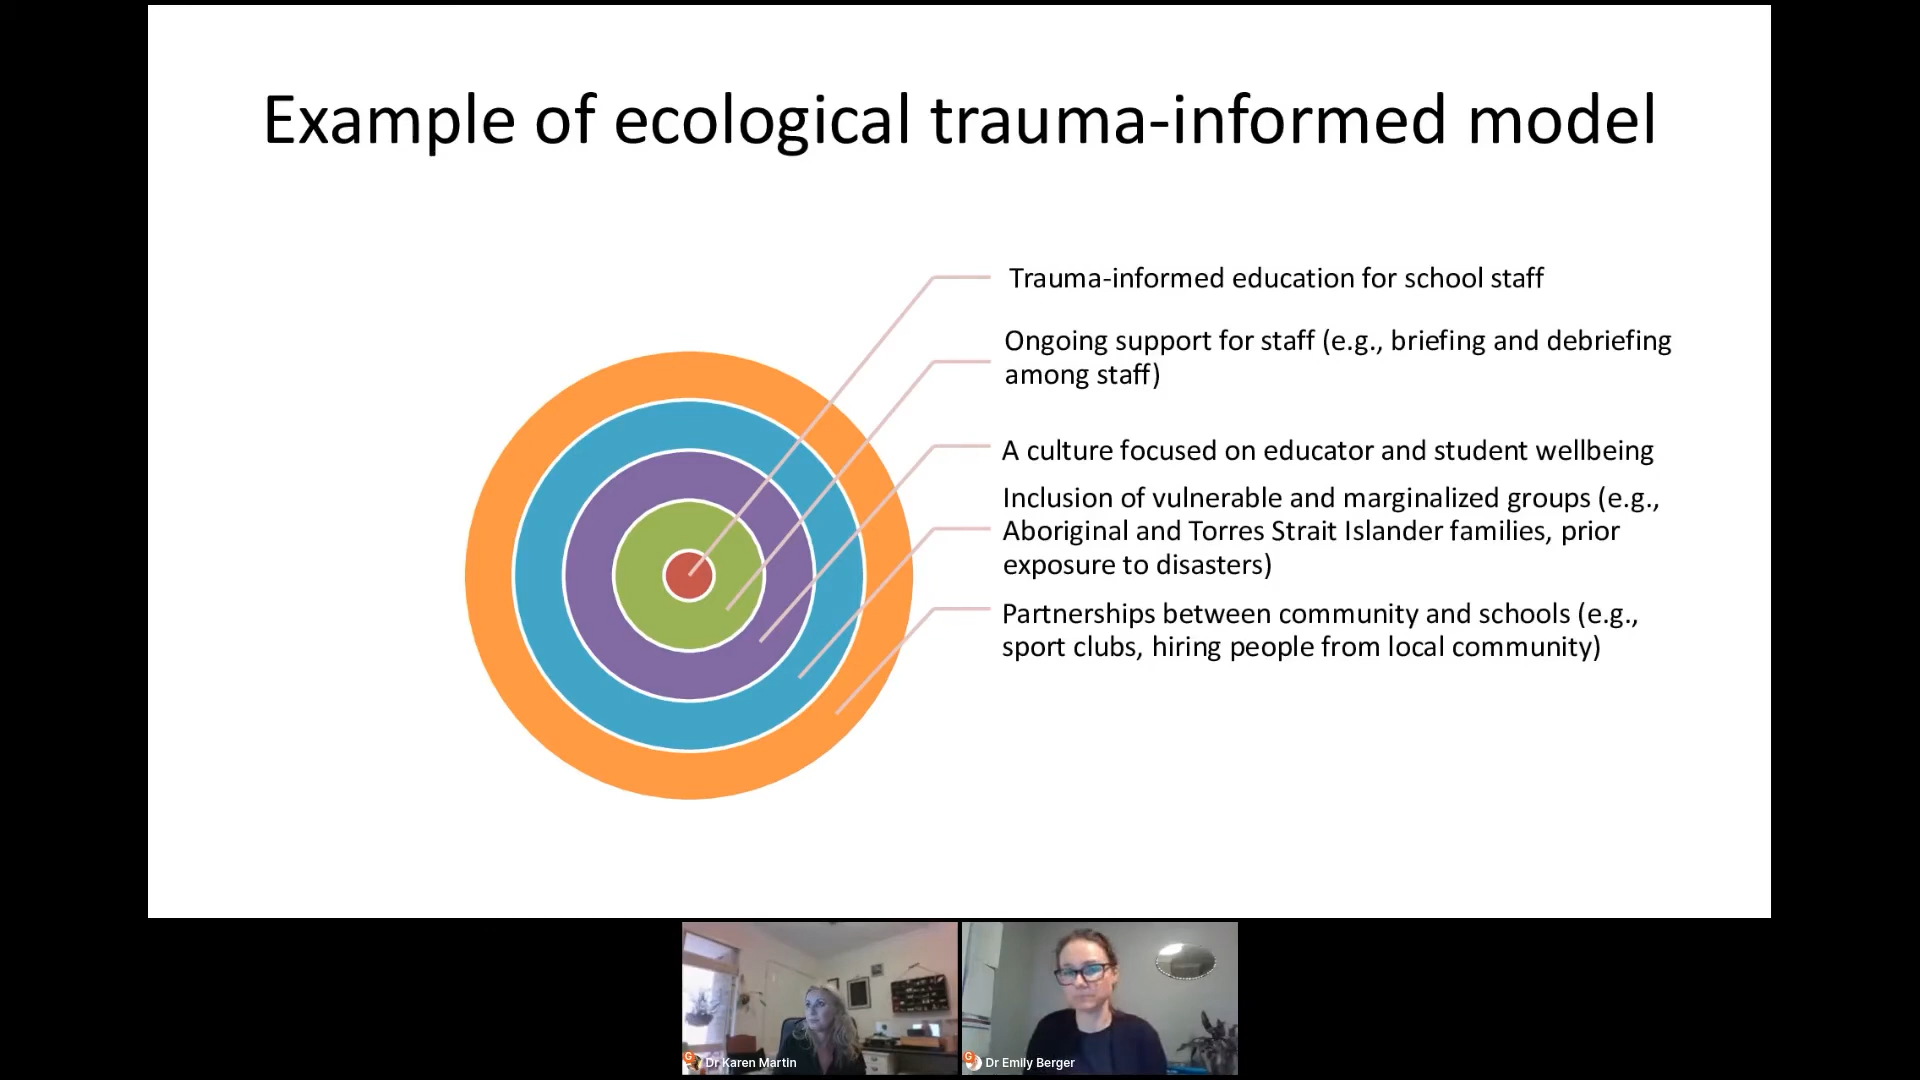 Example of ecological trauma-informed model
Trauma-informed education for school staff
Ongoing support for staff (e.g., briefing and debriefing
among staff)
A culture focused on educator and student wellbeing
Inclusion of vulnerable and marginalized groups (e.g.,
Aboriginal and Torres Strait Islander families, prior
exposure to disasters)
Partnerships between community and schools (e.g.,
sport clubs, hiring people from local community)
Dr Karen Martin
Dr Emily Berger